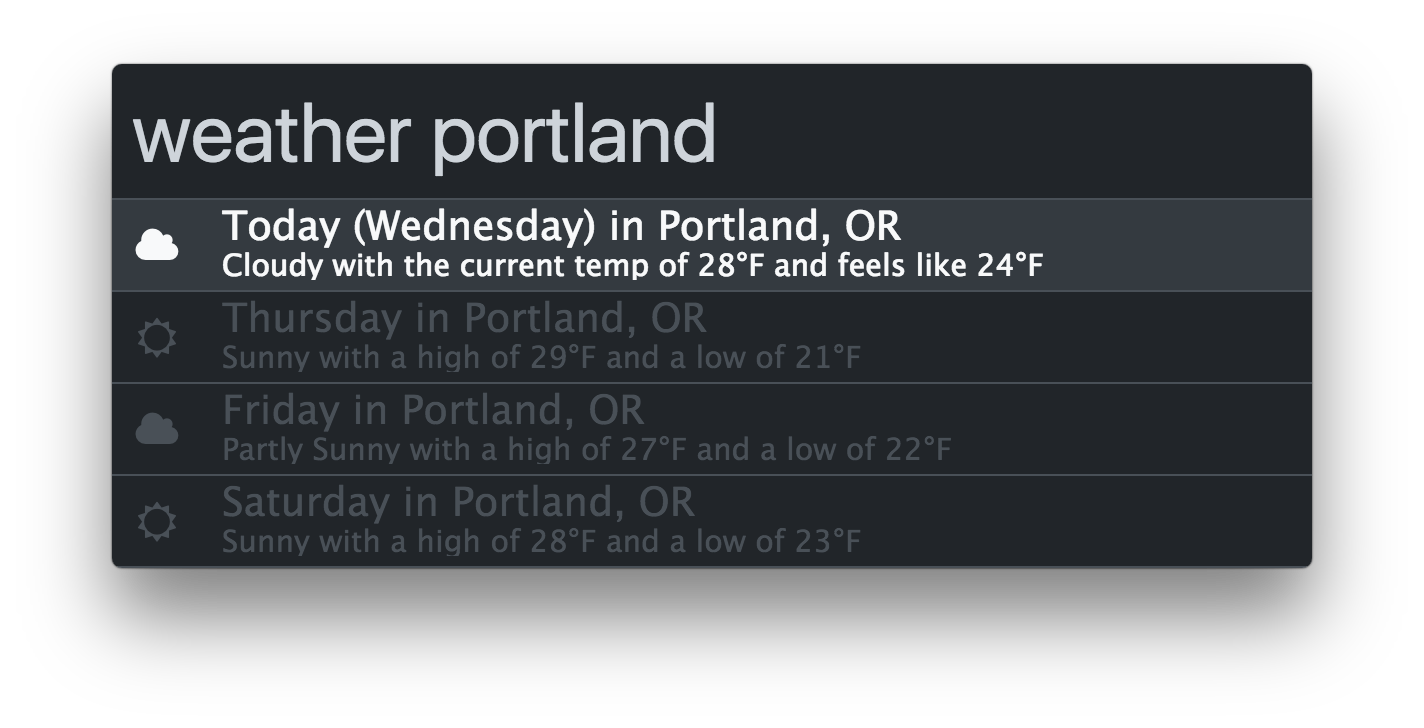 weather portland
Today (Wednesday) in Portland, OR
Cloudy with the current temp of 28°F and feels like 24°F
Thursday in Portland, OR
Sunny with a high of 29°F and a low of 21°F
Friday in Portland, OR
Partly Sunny with a high of 27°F and a low of 22°F
Saturday in Portland, OR
Sunny with a high of 28°F and a low of 23°F